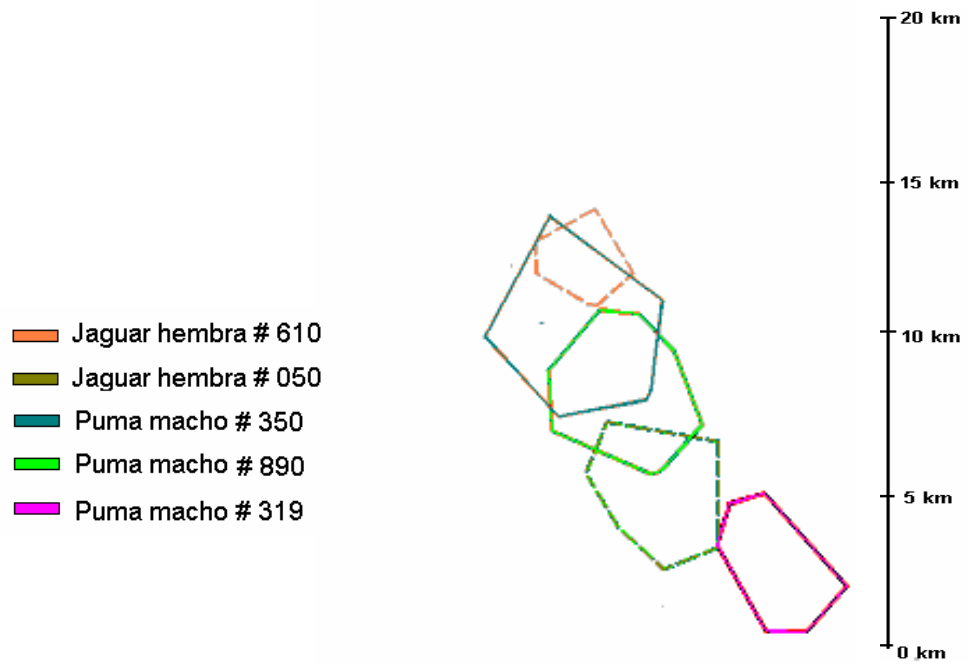 20 km
15 km
10 km
5 km
0 km
Jaguar hembra # 610
Jaguar hembra # 050
Puma macho # 350
Puma macho # 890
Puma macho # 319